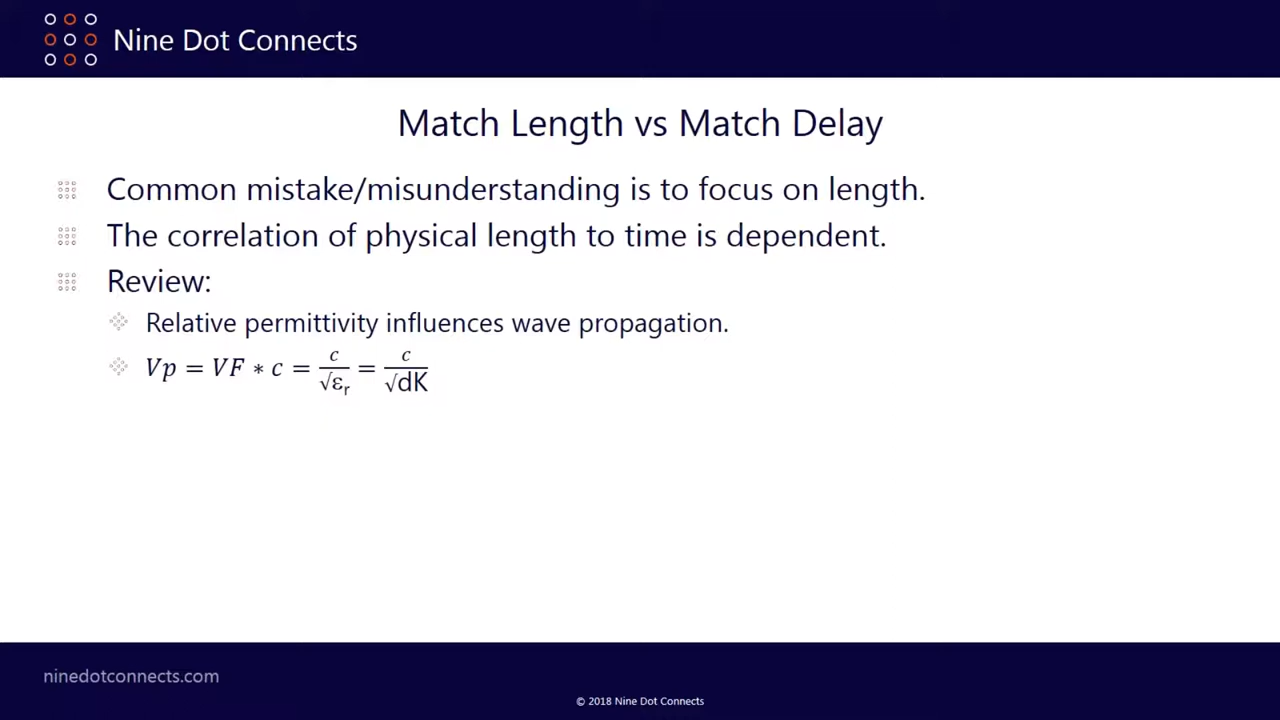 Nine Dot Connects
Match Length vs Match Delay
Common mistake/misunderstanding is to focus on length.
The correlation of physical length to time is dependent.
Review:
Relative permittivity influences wave propagation.
Vp = VF * c = c/√εr = c/√dK
ninedotconnects.com
© 2018 Nine Dot Connects